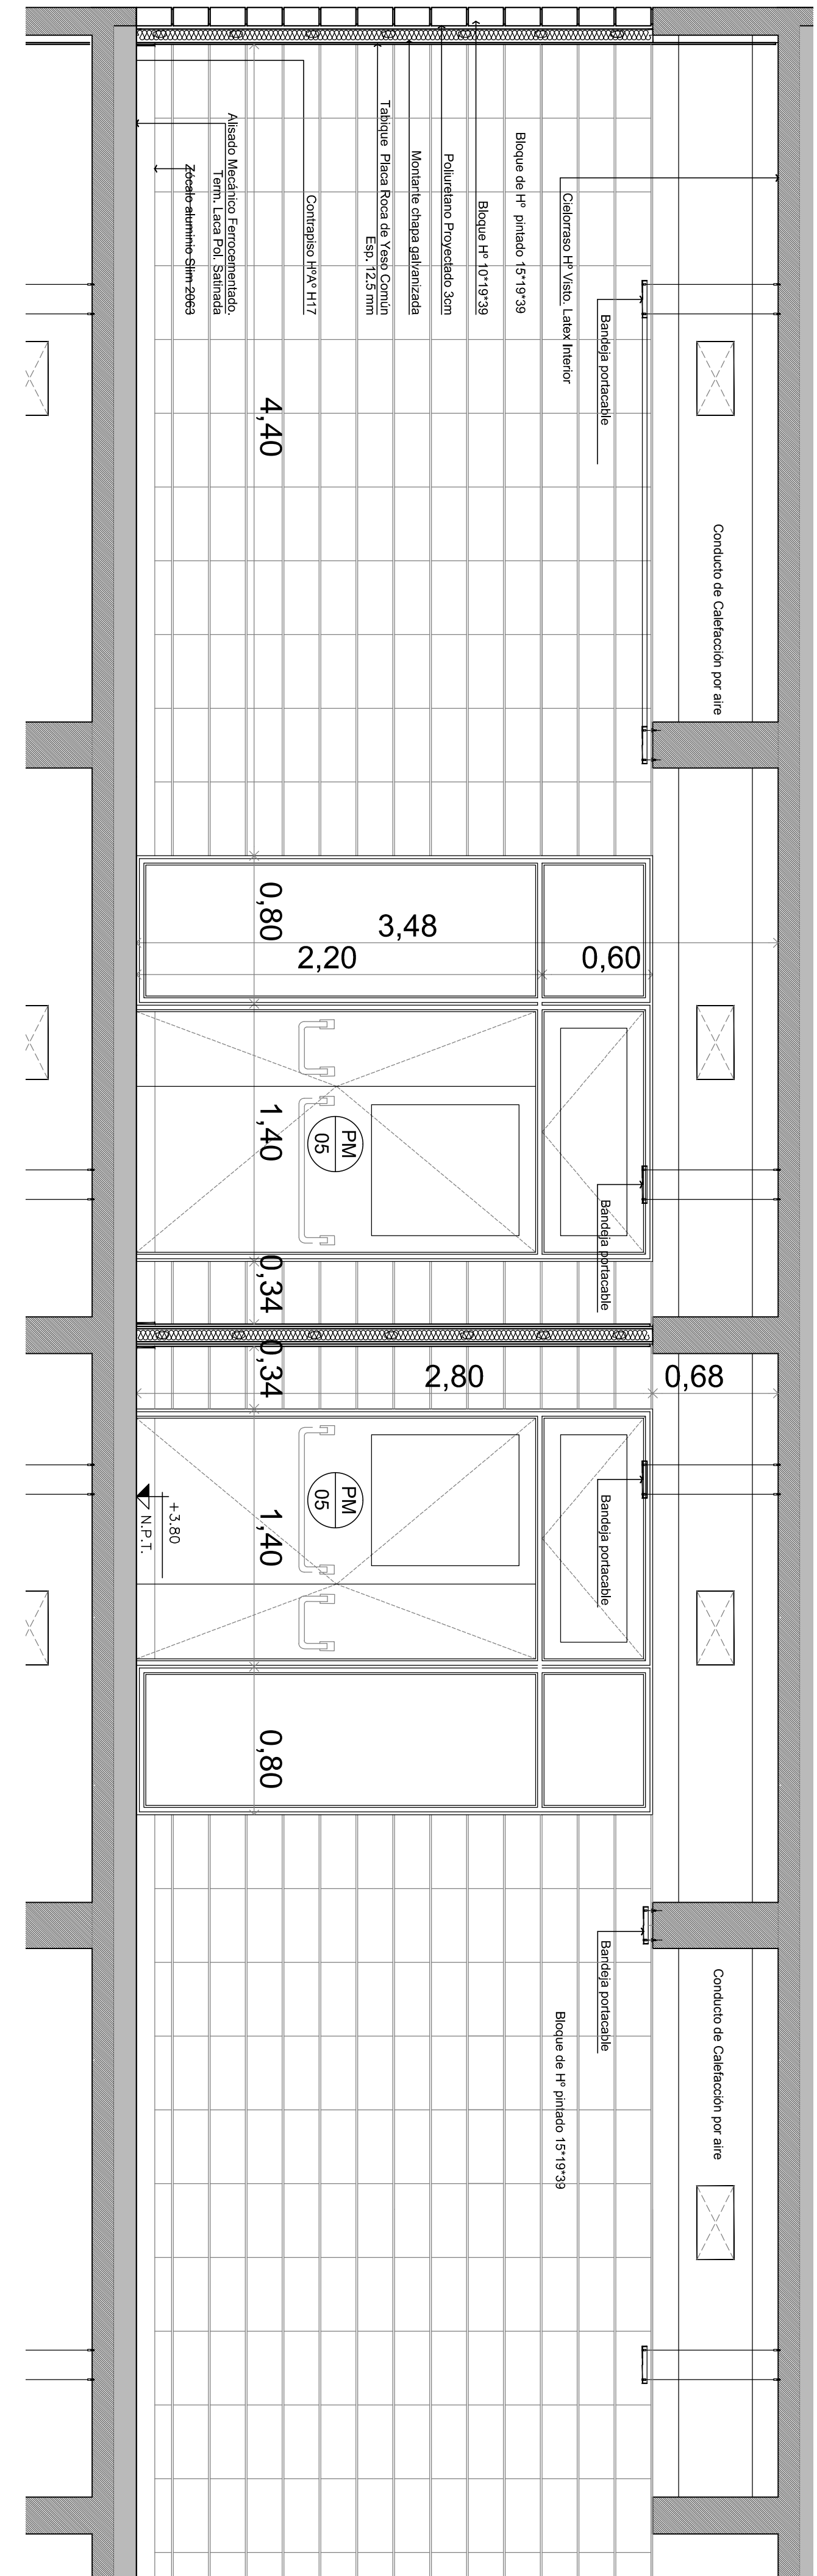 Cielorraso Hº Visto. Latex Interior
Bandeja portacable
Conducto de Calefacción por aire
Bloque de Hº pintado 15*19*39
Bloque Hº 10*19*39
Poliuretano Proyectado 3cm
Montante chapa galvanizada
Tabique Placa Roca de Yeso Común
Esp. 12,5 mm
Contrapiso HºAº H17
Alisado Mecánico Ferrocementado.
Term. Laca Pol. Satinada
Zócalo aluminio Slim 2063
4,40
0,80
3,48
2,20
0,60
1,40
PM
05
Bandeja portacable
0,34
0,34
2,80
0,68
Bandeja portacable
PM
05
1,40
+3.80
N.P.T.
0,80
Bandeja portacable
Conducto de Calefacción por aire
Bloque de Hº pintado 15*19*39